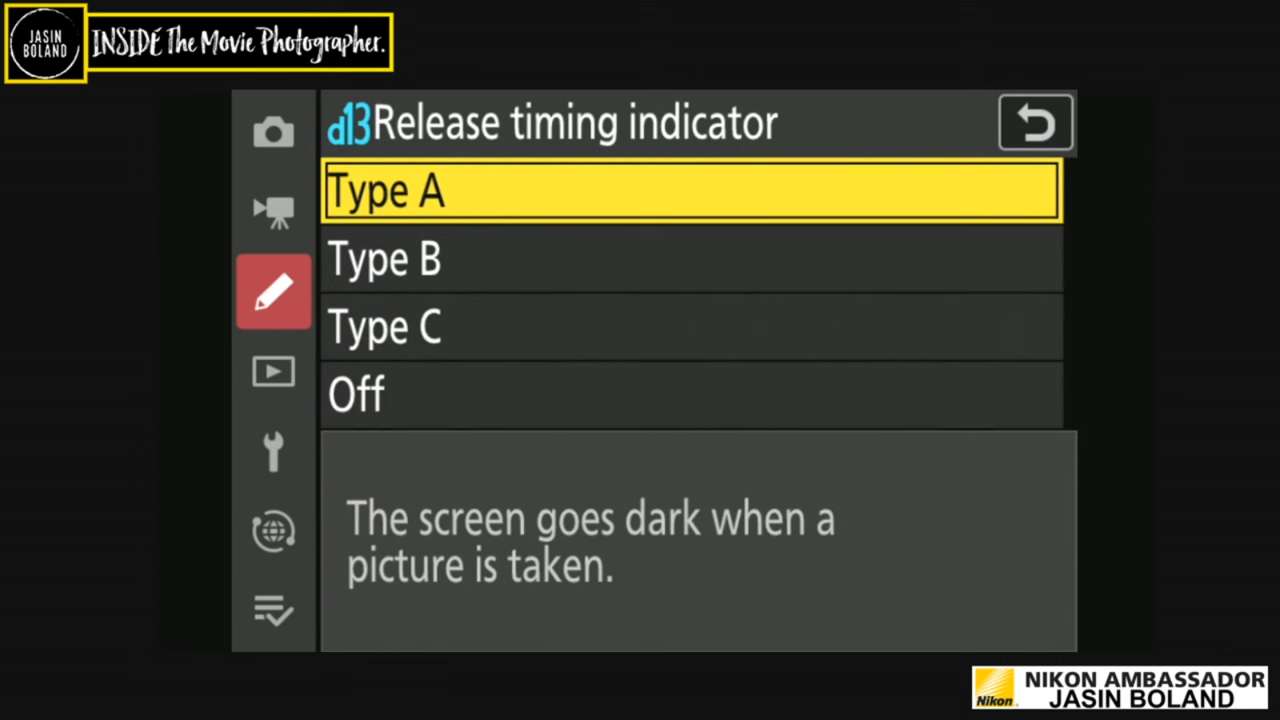 JASIN
BOLAND
INSIDE The Movie Photographer.
d13Release timing indicator
Type A
Type B
Type C
Off
The screen goes dark when a
picture is taken.
Nikon
NIKON AMBASSADOR
JASIN BOLAND